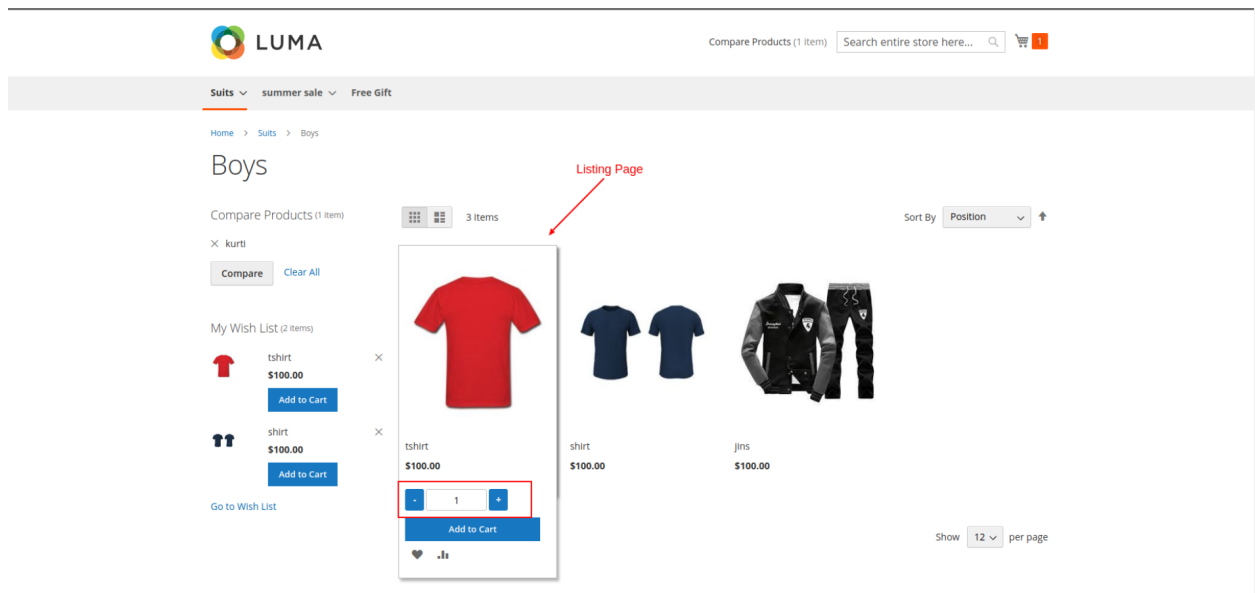 LUMA
Compare Products (1 item)
Search entire store here...
1
Suits
summer sale
Free Gift
Home > Suits > Boys
Boys
Listing Page
Compare Products (1 item)
3 Items
Sort By
Position
kurti
Compare
Clear All
My Wish List (2 items)
tshirt
$100.00
Add to Cart
shirt
$100.00
Add to Cart
Go to Wish List
tshirt
$100.00
- 1 +
Add to Cart
shirt
$100.00
Jins
$100.00
Show 12 per page